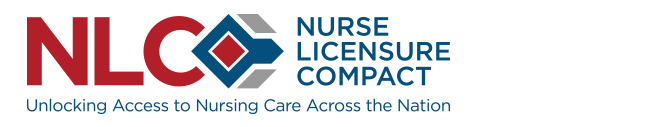 NLC
NURSE
LICENSURE
COMPACT
Unlocking Access to Nursing Care Across the Nation